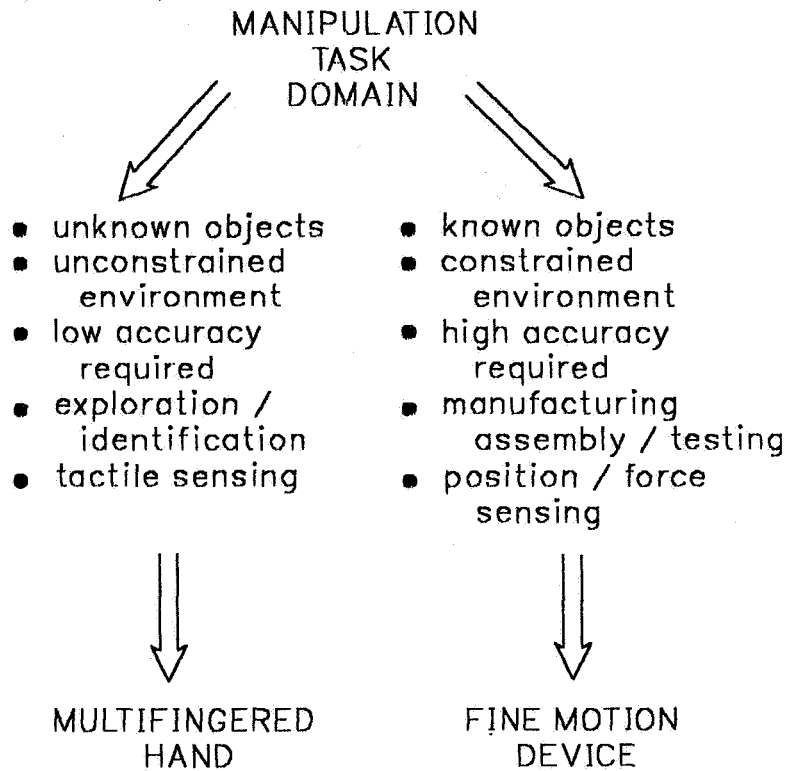 MANIPULATION
TASK
DOMAIN
• unknown objects
• unconstrained
environment
• low accuracy
required
• exploration /
identification
• tactile sensing
• known objects
• constrained
environment
• high accuracy
required
• manufacturing
assembly / testing
• position / force
sensing
MULTIFINGERED
HAND
FINE MOTION
DEVICE